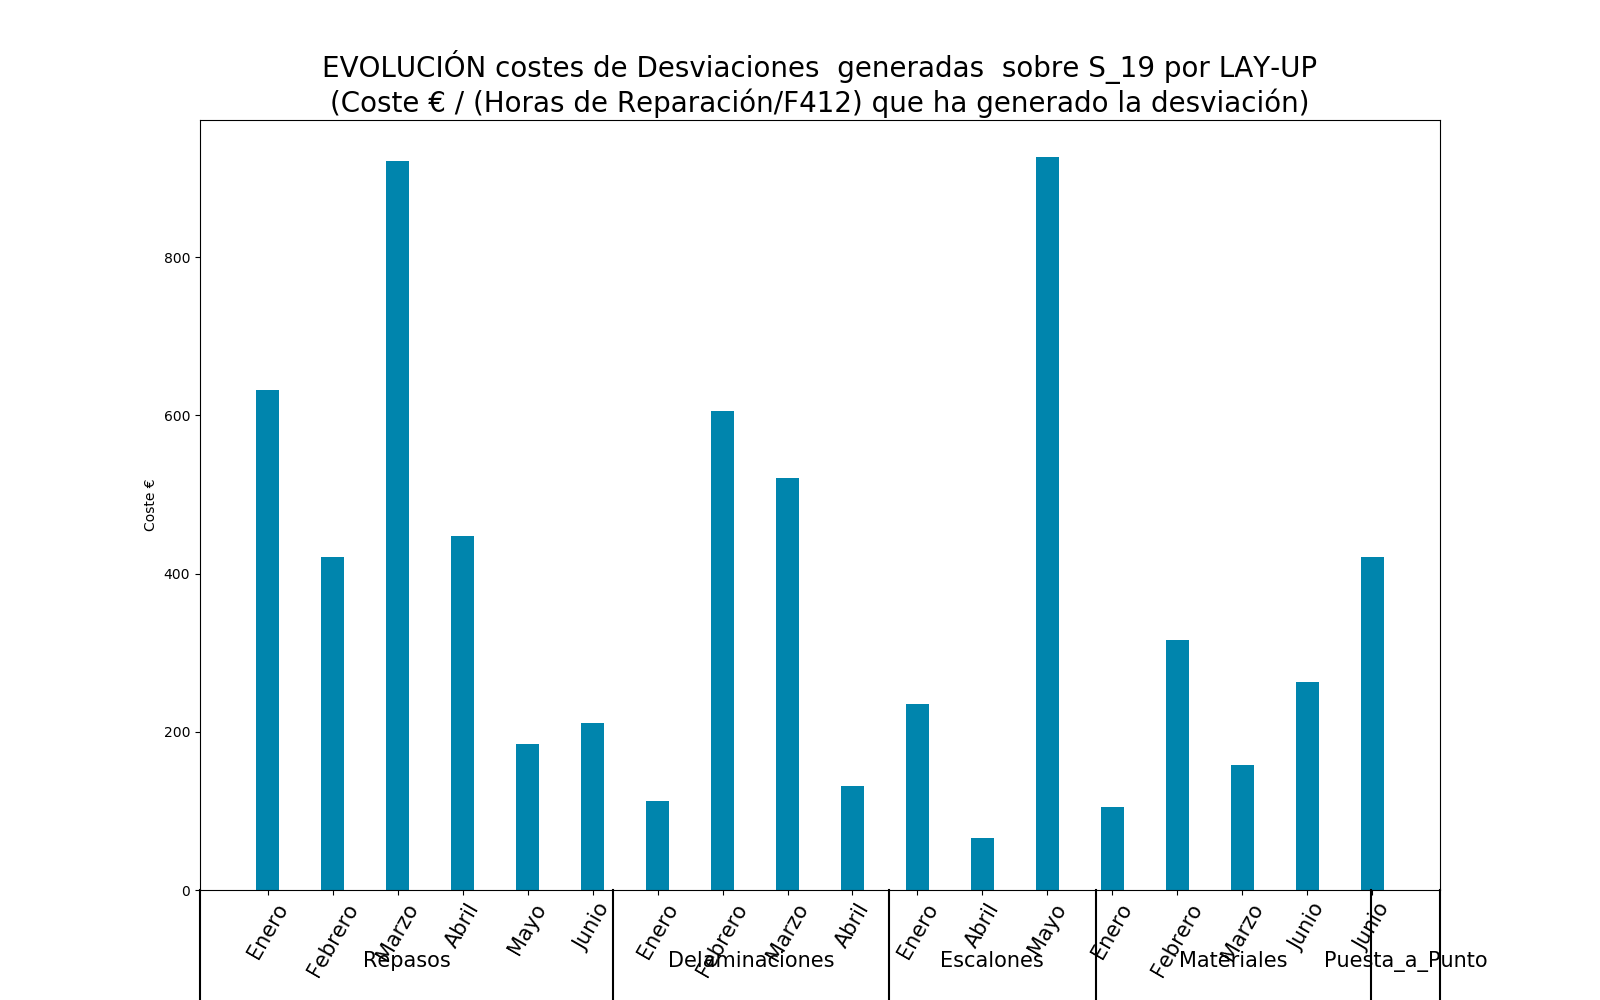 EVOLUCIÓN costes de Desviaciones  generadas  sobre S_19 por LAY-UP
(Coste € / (Horas de Reparación/F412) que ha generado la desviación)
Coste €
800
600
400
200
0
Enero Febrero Marzo Abril Mayo Junio Enero Febrero Marzo Abril Enero Abril Mayo Enero Febrero Marzo Junio Junio
Repasos Delaminaciones Escalones Materiales Puesta_a_Punto